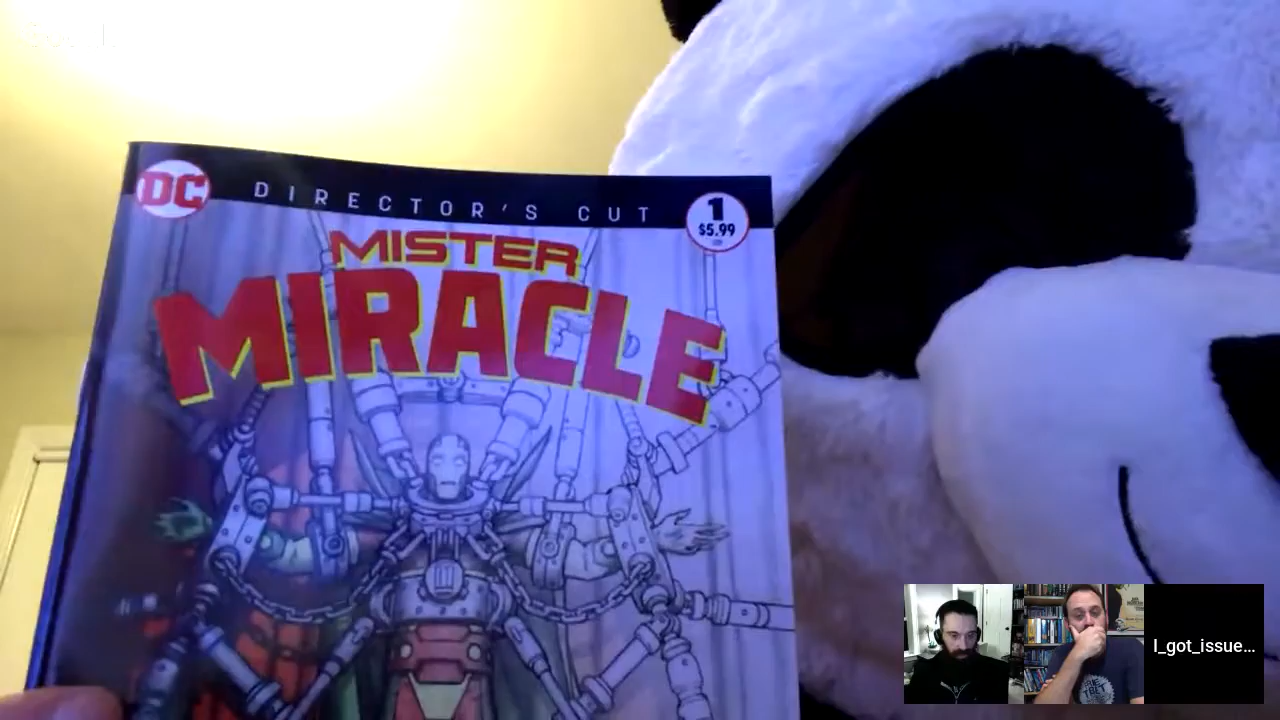 DC
DIRECTOR'S CUT
1
$5.99
MISTER
MIRACLE
I_got_issue...